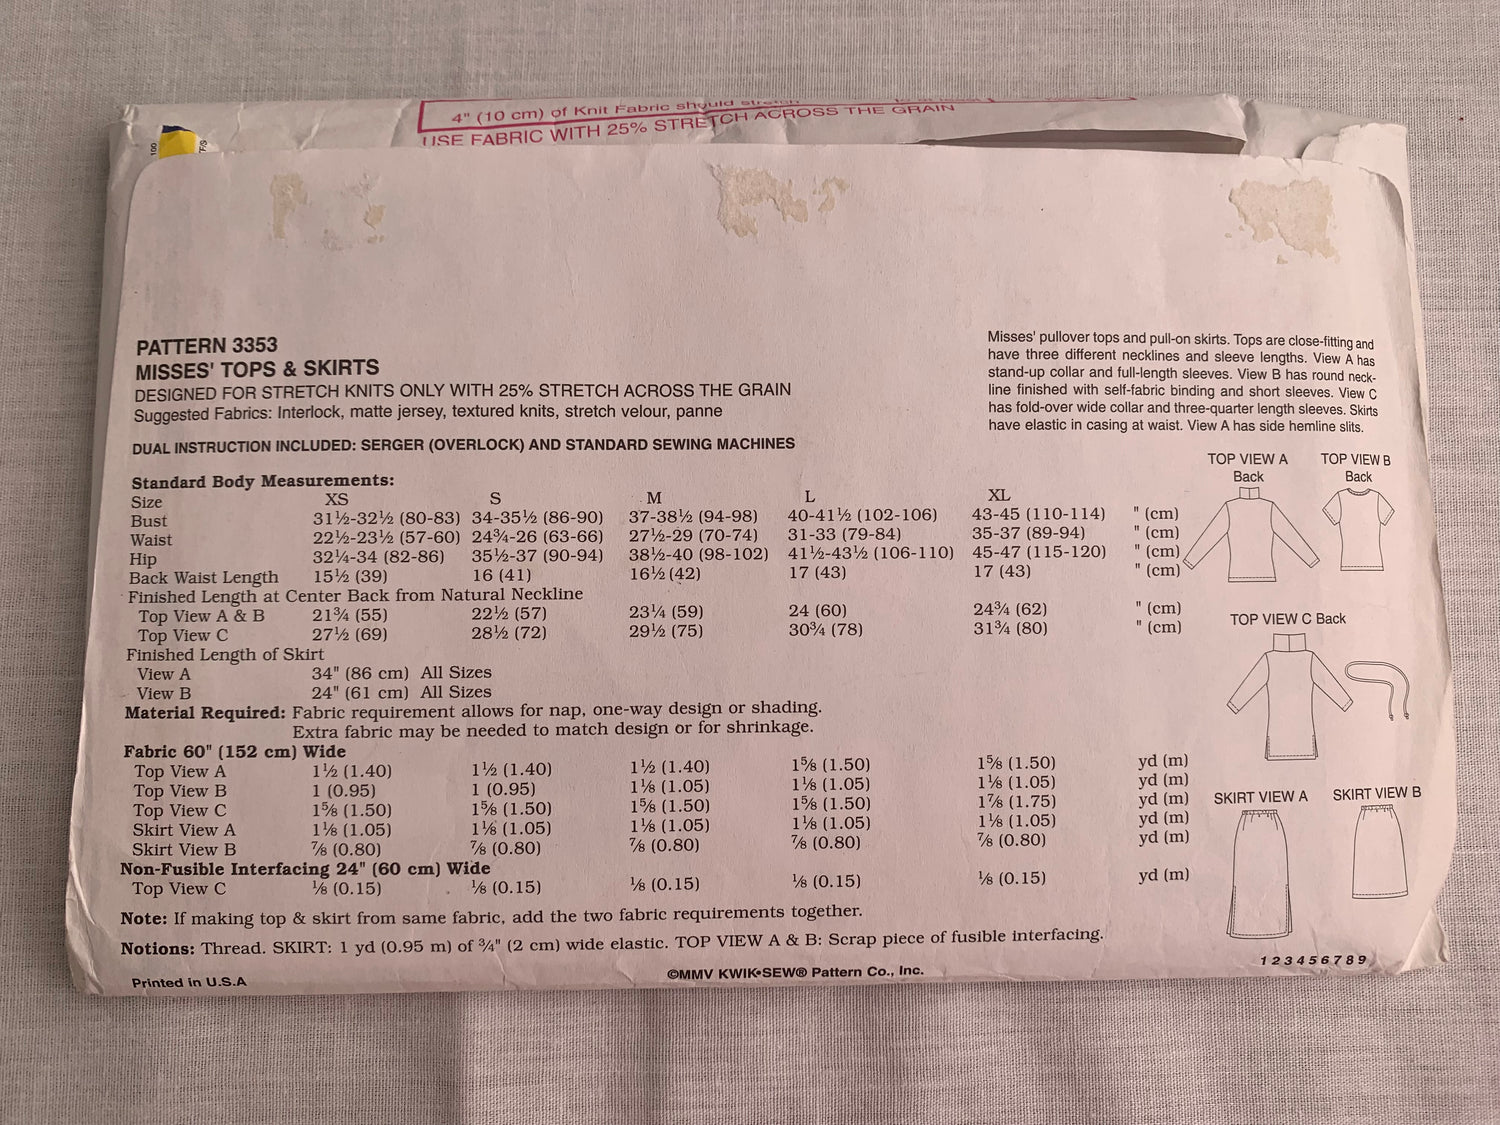 4" (10 cm) of Knit Fabric should stretch
USE FABRIC WITH 25% STRETCH ACROSS THE GRAIN
100
PATTERN 3353
MISSES' TOPS & SKIRTS
DESIGNED FOR STRETCH KNITS ONLY WITH 25% STRETCH ACROSS THE GRAIN
Suggested Fabrics: Interlock, matte jersey, textured knits, stretch velour, panne
DUAL INSTRUCTION INCLUDED: SERGER (OVERLOCK) AND STANDARD SEWING MACHINES
Misses' pullover tops and pull-on skirts. Tops are close-fitting and
have three different necklines and sleeve lengths. View A has
stand-up collar and full-length sleeves. View B has round neck-
line finished with self-fabric binding and short sleeves. View C
has fold-over wide collar and three-quarter length sleeves. Skirts
have elastic in casing at waist. View A has side hemline slits.
Standard Body Measurements:
Size XS S M L XL
Bust 31½-32½ (80-83) 34-35½ (86-90) 37-38½ (94-98) 40-41½ (102-106) 43-45 (110-114) " (cm)
Waist 22½-23½ (57-60) 24¾-26 (63-66) 27½-29 (70-74) 31-33 (79-84) 35-37 (89-94) " (cm)
Hip 32¼-34 (82-86) 35½-37 (90-94) 38½-40 (98-102) 41½-43½ (106-110) 45-47 (115-120) " (cm)
Back Waist Length 15½ (39) 16 (41) 16½ (42) 17 (43) 17 (43) " (cm)
Finished Length at Center Back from Natural Neckline
Top View A & B 21¾ (55) 22½ (57) 23¼ (59) 24 (60) 24¾ (62) " (cm)
Top View C 27½ (69) 28½ (72) 29½ (75) 30¾ (78) 31¾ (80) " (cm)
Finished Length of Skirt
View A 34" (86 cm) All Sizes
View B 24" (61 cm) All Sizes
Material Required: Fabric requirement allows for nap, one-way design or shading.
Extra fabric may be needed to match design or for shrinkage.
Fabric 60" (152 cm) Wide
Top View A 1½ (1.40) 1½ (1.40) 1½ (1.40) 1⅝ (1.50) 1⅝ (1.50) yd (m)
Top View B 1 (0.95) 1 (0.95) 1⅛ (1.05) 1⅛ (1.05) 1⅛ (1.05) yd (m)
Top View C 1⅝ (1.50) 1⅝ (1.50) 1⅝ (1.50) 1⅝ (1.50) 1⅞ (1.75) yd (m)
Skirt View A 1⅛ (1.05) 1⅛ (1.05) 1⅛ (1.05) 1⅛ (1.05) 1⅛ (1.05) yd (m)
Skirt View B ⅞ (0.80) ⅞ (0.80) ⅞ (0.80) ⅞ (0.80) ⅞ (0.80) yd (m)
Non-Fusible Interfacing 24" (60 cm) Wide
Top View C ⅛ (0.15) ⅛ (0.15) ⅛ (0.15) ⅛ (0.15) ⅛ (0.15) yd (m)
Note: If making top & skirt from same fabric, add the two fabric requirements together.
Notions: Thread. SKIRT: 1 yd (0.95 m) of ¾" (2 cm) wide elastic. TOP VIEW A & B: Scrap piece of fusible interfacing.
TOP VIEW A
Back
TOP VIEW B
Back
TOP VIEW C Back
SKIRT VIEW A
SKIRT VIEW B
1 2 3 4 5 6 7 8 9
Printed in U.S.A
©MMV KWIK•SEW® Pattern Co., Inc.